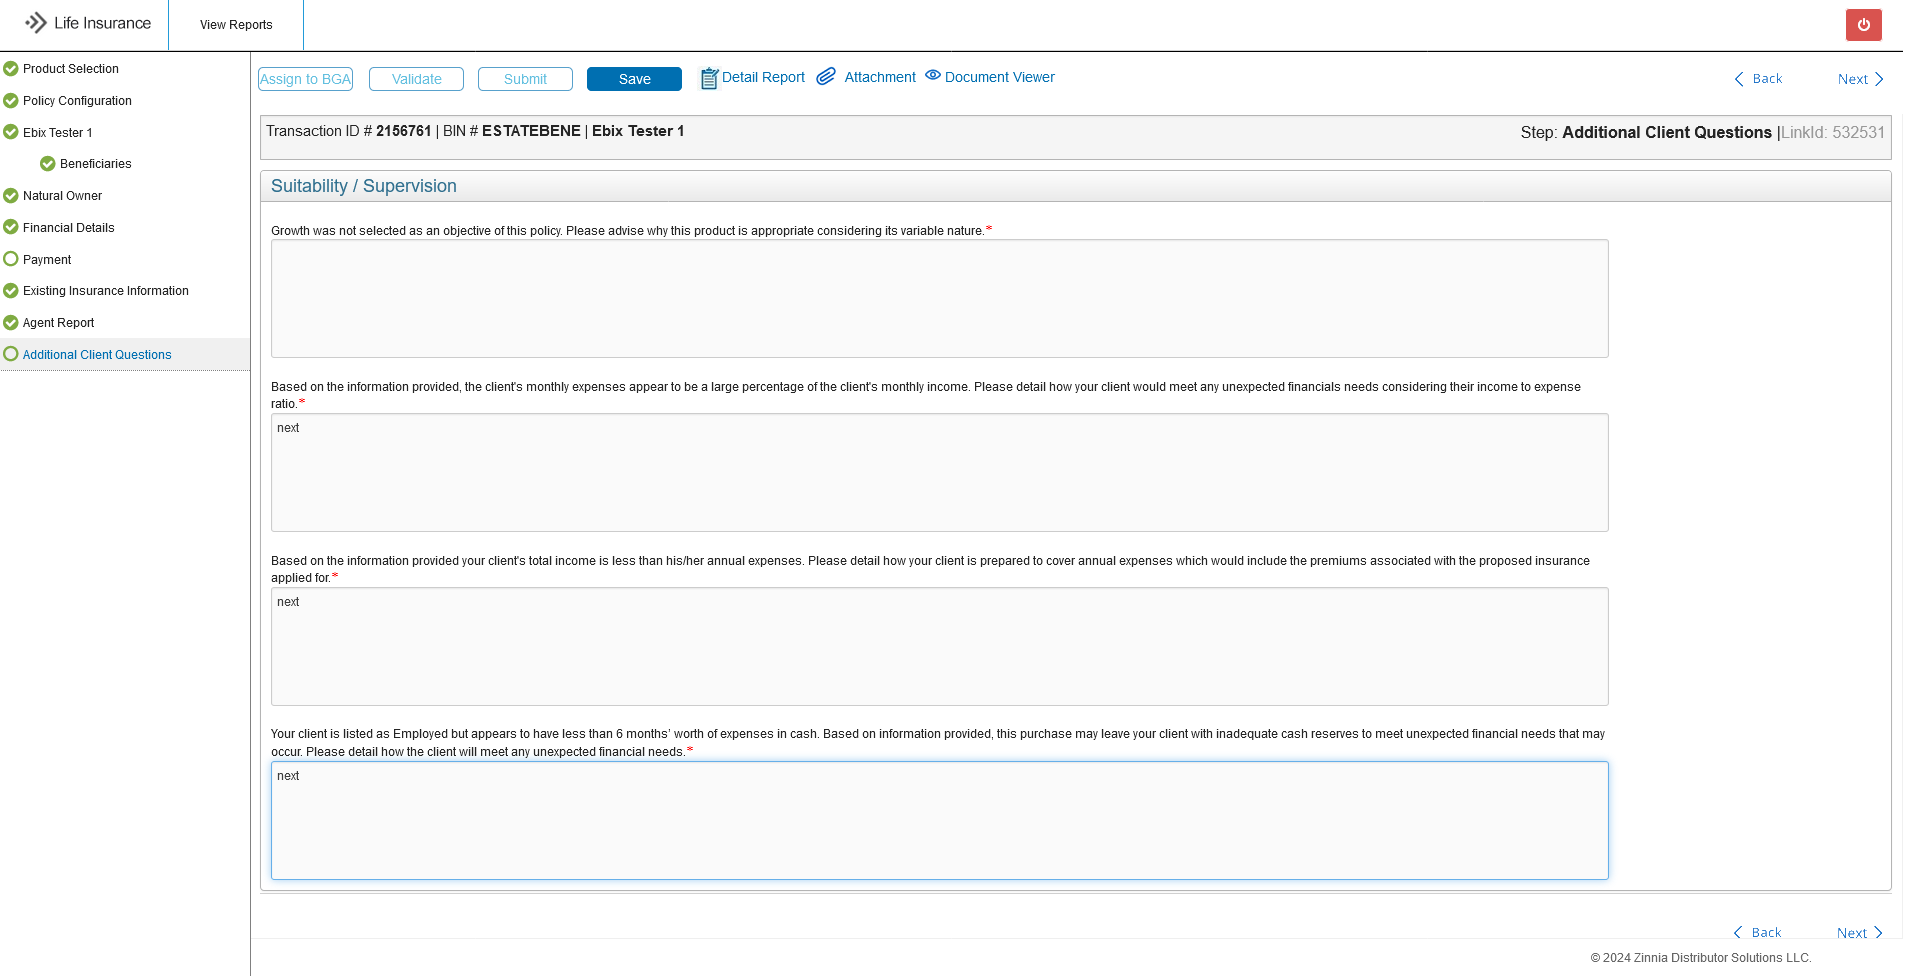 Life Insurance
View Reports
Product Selection
Policy Configuration
Ebix Tester 1
Beneficiaries
Natural Owner
Financial Details
Payment
Existing Insurance Information
Agent Report
Additional Client Questions
Assign to BGA
Validate
Submit
Save
Detail Report
Attachment
Document Viewer
Back
Next
Transaction ID # 2156761 | BIN # ESTATEBENE | Ebix Tester 1
Step: Additional Client Questions |LinkId: 532531
Suitability / Supervision
Growth was not selected as an objective of this policy. Please advise why this product is appropriate considering its variable nature.*
Based on the information provided, the client's monthly expenses appear to be a large percentage of the client's monthly income. Please detail how your client would meet any unexpected financials needs considering their income to expense
ratio.*
next
Based on the information provided your client's total income is less than his/her annual expenses. Please detail how your client is prepared to cover annual expenses which would include the premiums associated with the proposed insurance
applied for.*
next
Your client is listed as Employed but appears to have less than 6 months’ worth of expenses in cash. Based on information provided, this purchase may leave your client with inadequate cash reserves to meet unexpected financial needs that may
occur. Please detail how the client will meet any unexpected financial needs.*
next
Back
Next
© 2024 Zinnia Distributor Solutions LLC.